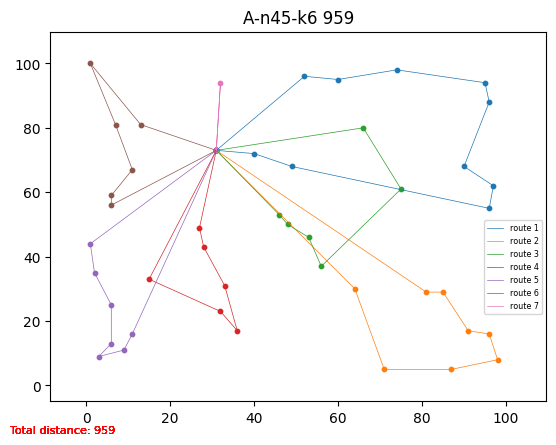 A-n45-k6 959
100
80
60
40
20
0
0 20 40 60 80 100
route 1
route 2
route 3
route 4
route 5
route 6
route 7
Total distance: 959